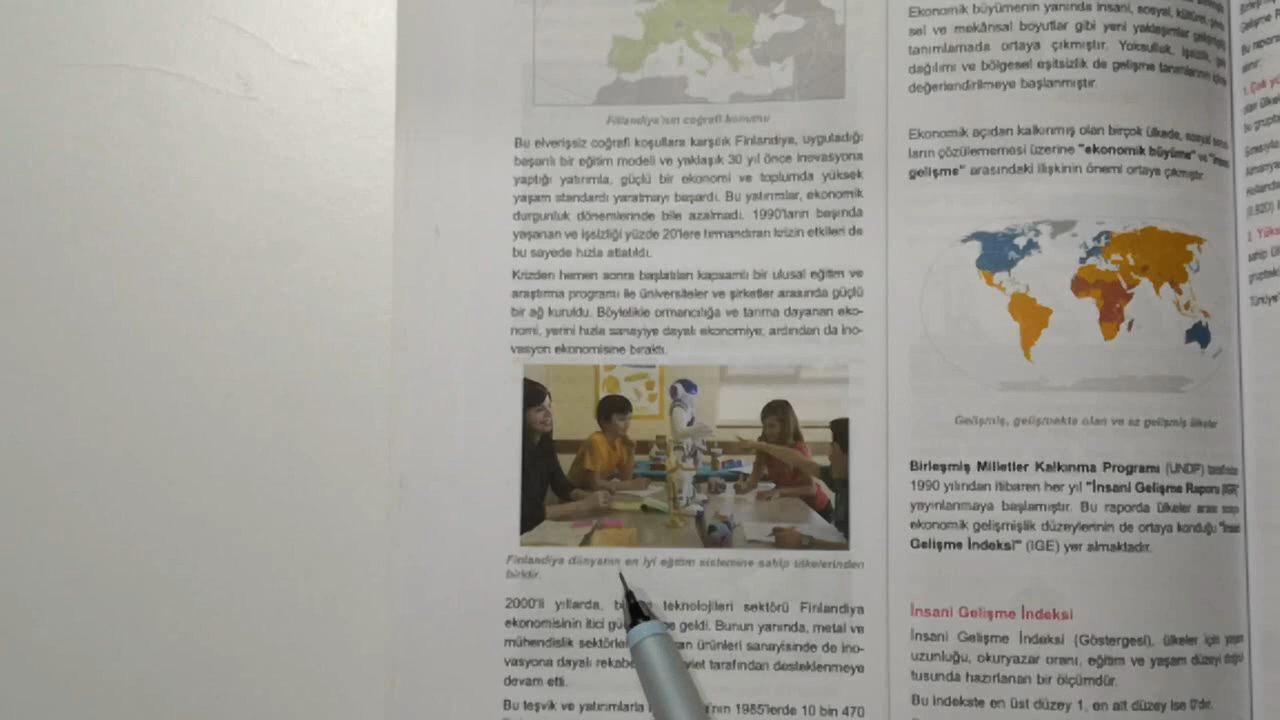 Finlandiya'nın coğrafi konumu
Bu elverişsiz coğrafi koşullara karşılık Finlandiya, uyguladığı
başarılı bir eğitim modeli ve yaklaşık 30 yıl önce inovasyona
yaptığı yatırımla, güçlü bir ekonomi ve toplumda yüksek
yaşam standardı yaratmayı başardı. Bu yatırımlar, ekonomik
durgunluk dönemlerinde bile azalmadı. 1990'ların başında
yaşanan ve işsizliği yüzde 20'lere tırmandıran krizin etkileri de
bu sayede hızla atlatıldı.
Krizden hemen sonra başlatılan kapsamlı bir ulusal eğitim ve
araştırma programı ile üniversiteler ve şirketler arasında güçlü
bir ağ kuruldu. Böylelikle ormancılığa ve tarıma dayanan eko-
nomi, yerini hızla sanayiye dayalı ekonomiye; ardından da ino-
vasyon ekonomisine bıraktı.
Finlandiya dünyanın en iyi eğitim sistemine sahip ülkelerinden
biridir.
2000'li yıllarda, teknolojileri sektörü Finlandiya
ekonomisinin itici geldi. Bunun yanında, metal ve
mühendislik ürünleri sanayisinde de ino-
vasyona dayalı tarafından desteklenmeye
devam etti.
Bu teşvik ve yatırımlarla 1985'lerde 10 bin 470
Ekonomik büyümenin yanında insani, sosyal, kültürel,
sel ve mekânsal boyutlar gibi yeni yaklaşımlar
tanımlamada ortaya çıkmıştır. Yoksulluk, işsizlik,
dağılımı ve bölgesel eşitsizlik de gelişme tanımlarının
değerlendirilmeye başlanmıştır.
Ekonomik açıdan kalkınmış olan birçok ülkede, sosyal
ların çözülememesi üzerine "ekonomik büyüme" ve
gelişme" arasındaki ilişkinin önemi ortaya çıkmıştır.
Gelişmiş, gelişmekte olan ve az gelişmiş ülkeler
Birleşmiş Milletler Kalkınma Programı (UNDP) tarafından
1990 yılından itibaren her yıl "İnsani Gelişme Raporu
yayınlanmaya başlamıştır. Bu raporda ülkeler arası
ekonomik gelişmişlik düzeylerinin de ortaya konduğu
Gelişme İndeksi" (İGE) yer almaktadır.
İnsani Gelişme İndeksi
İnsani Gelişme İndeksi (Göstergesi), ülkeler için yaşam
uzunluğu, okuryazar oranı, eğitim ve yaşam düzeyi
tusunda hazırlanan bir ölçümdür.
Bu indekste en üst düzey 1, en alt düzey ise 0'dır.